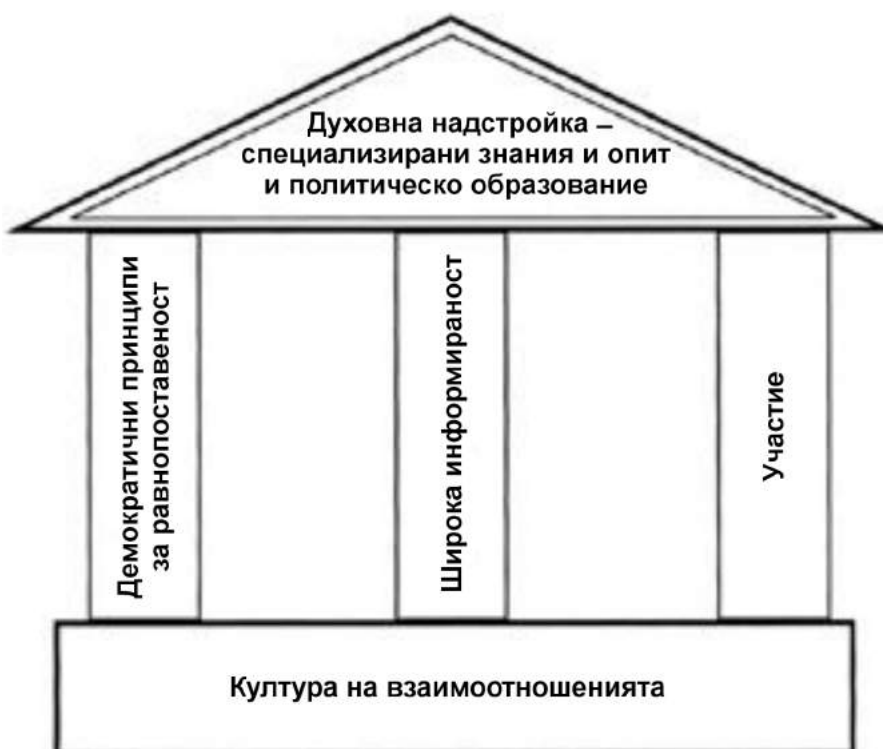 Духовна надстройка –
специализирани знания и опит
и политическо образование
Демократични принципи
за равнопоставеност
Широка информираност
Участие
Култура на взаимоотношенията